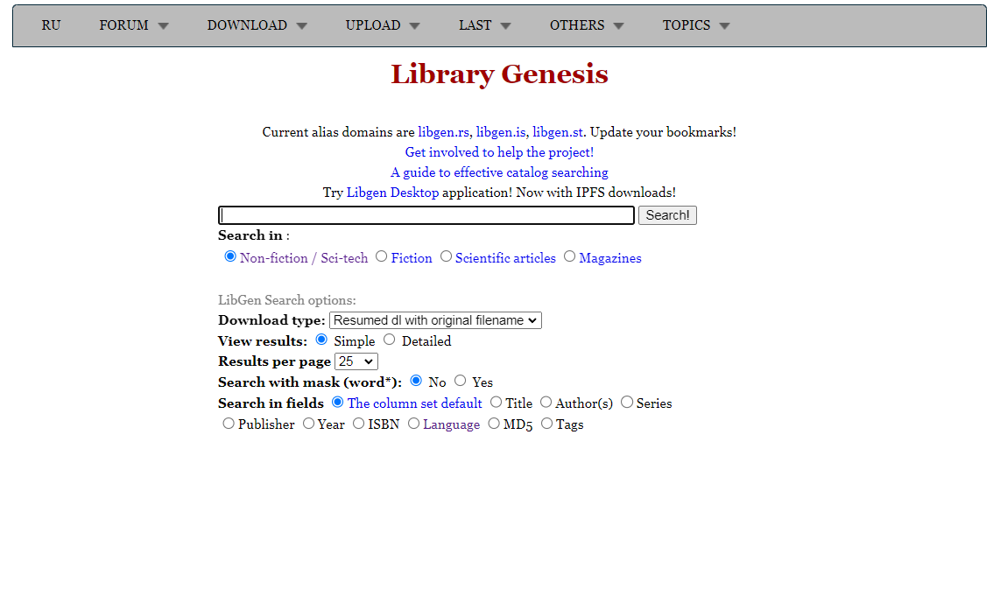 RU FORUM DOWNLOAD UPLOAD LAST OTHERS TOPICS
Library Genesis
Current alias domains are libgen.rs, libgen.is, libgen.st. Update your bookmarks!
Get involved to help the project!
A guide to effective catalog searching
Try Libgen Desktop application! Now with IPFS downloads!
Search!
Search in :
Non-fiction / Sci-tech Fiction Scientific articles Magazines
LibGen Search options:
Download type: Resumed dl with original filename
View results: Simple Detailed
Results per page 25
Search with mask (word*): No Yes
Search in fields The column set default Title Author(s) Series
Publisher Year ISBN Language MD5 Tags